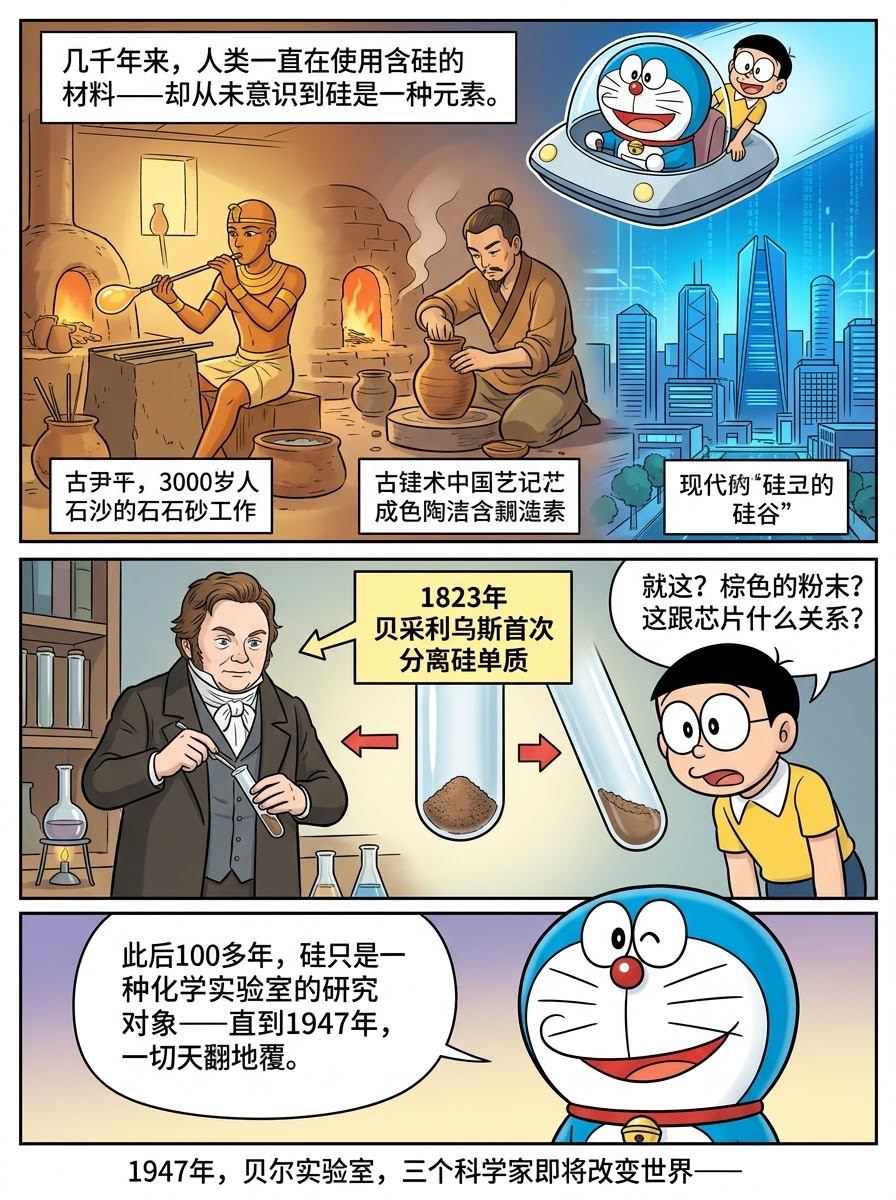 几千年来，人类一直在使用含硅的
材料——却从未意识到硅是一种元素。
古尹平，3000岁人
石沙的石石砂工作
古 术中国艺记芯
成色陶洁含 素
现代 “硅 的
硅谷”
1823年
贝采利乌斯首次
分离硅单质
就这？棕色的粉末？
这跟芯片什么关系？
此后100多年，硅只是一
种化学实验室的研究
对象——直到1947年，
一切天翻地覆。
1947年，贝尔实验室，三个科学家即将改变世界——